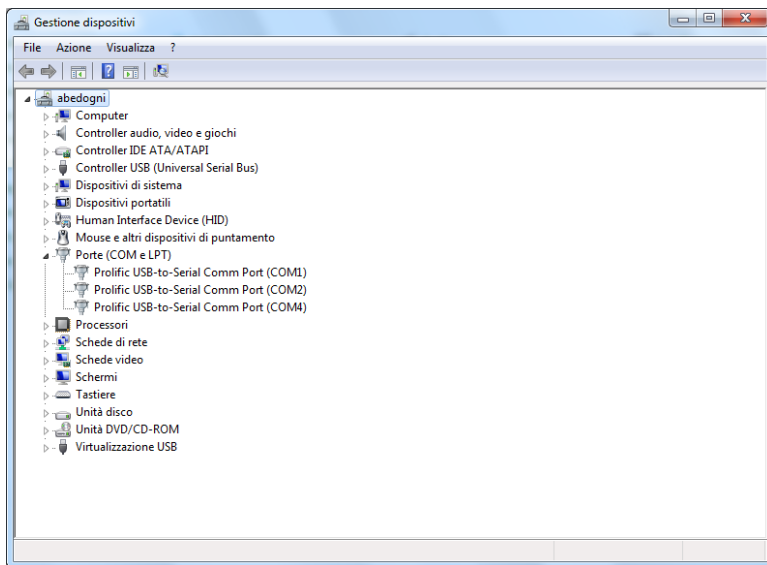 Gestione dispositivi
File Azione Visualizza ?
abedogni
Computer
Controller audio, video e giochi
Controller IDE ATA/ATAPI
Controller USB (Universal Serial Bus)
Dispositivi di sistema
Dispositivi portatili
Human Interface Device (HID)
Mouse e altri dispositivi di puntamento
Porte (COM e LPT)
Prolific USB-to-Serial Comm Port (COM1)
Prolific USB-to-Serial Comm Port (COM2)
Prolific USB-to-Serial Comm Port (COM4)
Processori
Schede di rete
Schede video
Schermi
Tastiere
Unità disco
Unità DVD/CD-ROM
Virtualizzazione USB